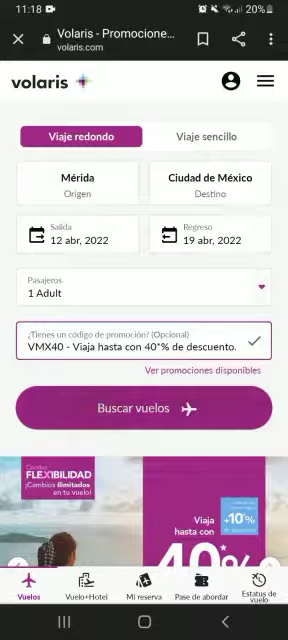 11:18
20%
Volaris - Promocione...
volaris.com
volaris
Viaje redondo
Viaje sencillo
Mérida
Origen
Ciudad de México
Destino
Salida
12 abr, 2022
Regreso
19 abr, 2022
Pasajeros
1 Adult
¿Tienes un código de promoción? (Opcional)
VMX40 - Viaja hasta con 40*% de descuento.
Ver promociones disponibles
Buscar vuelos
Combo
FLEXIBILIDAD
¡Cambios ilimitados
en tu vuelo!
Viaja
hasta con
+10*%
40*%
Vuelos
Vuelo+Hotel
Mi reserva
Pase de abordar
Estatus de
vuelo